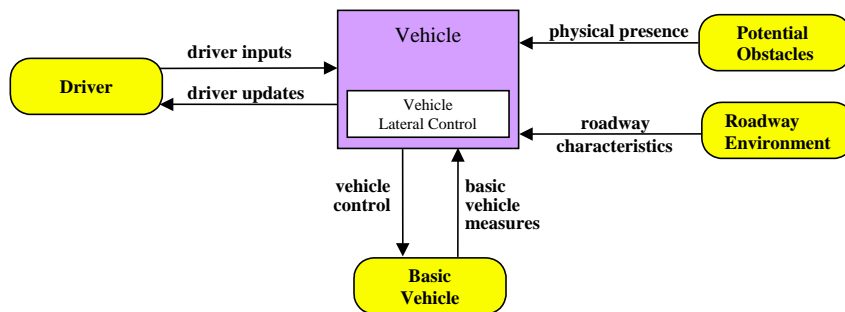 Vehicle
physical presence
Potential
Obstacles
driver inputs
Driver
driver updates
Vehicle
Lateral Control
roadway
characteristics
Roadway
Environment
vehicle
control
basic
vehicle
measures
Basic
Vehicle